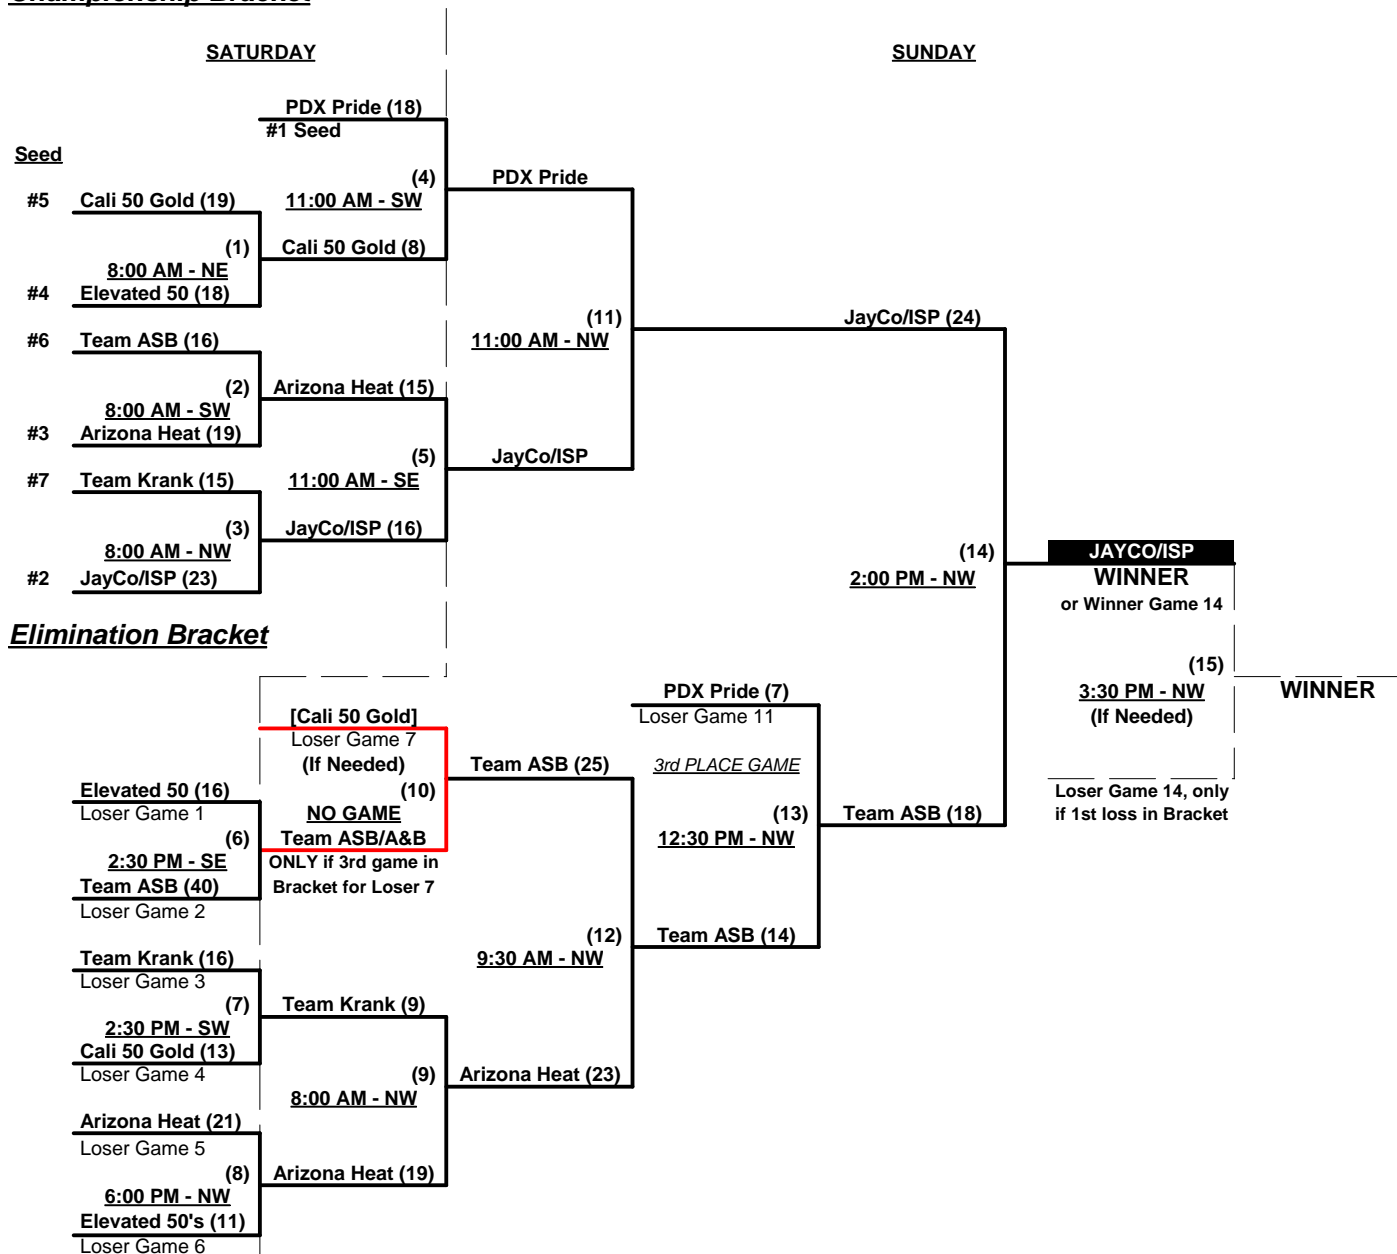 Championship Bracket
SATURDAY
SUNDAY
PDX Pride (18)
#1 Seed
Seed
(4)
PDX Pride
#5 Cali 50 Gold (19)
11:00 AM - SW
(1)
Cali 50 Gold (8)
8:00 AM - NE
#4 Elevated 50 (18)
(11)
JayCo/ISP (24)
#6 Team ASB (16)
11:00 AM - NW
(2)
Arizona Heat (15)
8:00 AM - SW
#3 Arizona Heat (19)
(5)
JayCo/ISP
#7 Team Krank (15)
11:00 AM - SE
(3)
JayCo/ISP (16)
8:00 AM - NW
#2 JayCo/ISP (23)
(14)
2:00 PM - NW
JAYCO/ISP
WINNER
or Winner Game 14
Elimination Bracket
(15)
3:30 PM - NW
(If Needed)
WINNER
Loser Game 14, only
if 1st loss in Bracket
PDX Pride (7)
Loser Game 11
[Cali 50 Gold]
Loser Game 7
(If Needed)
Team ASB (25)
3rd PLACE GAME
Elevated 50 (16)
Loser Game 1
(10)
NO GAME
(13)
12:30 PM - NW
Team ASB (18)
(6)
2:30 PM - SE
Team ASB/A&B
ONLY if 3rd game in
Bracket for Loser 7
Team ASB (40)
Loser Game 2
(12)
9:30 AM - NW
Team ASB (14)
Team Krank (16)
Loser Game 3
(7)
Team Krank (9)
2:30 PM - SW
Cali 50 Gold (13)
Loser Game 4
(9)
Arizona Heat (23)
8:00 AM - NW
Arizona Heat (21)
Loser Game 5
(8)
Arizona Heat (19)
6:00 PM - NW
Elevated 50's (11)
Loser Game 6